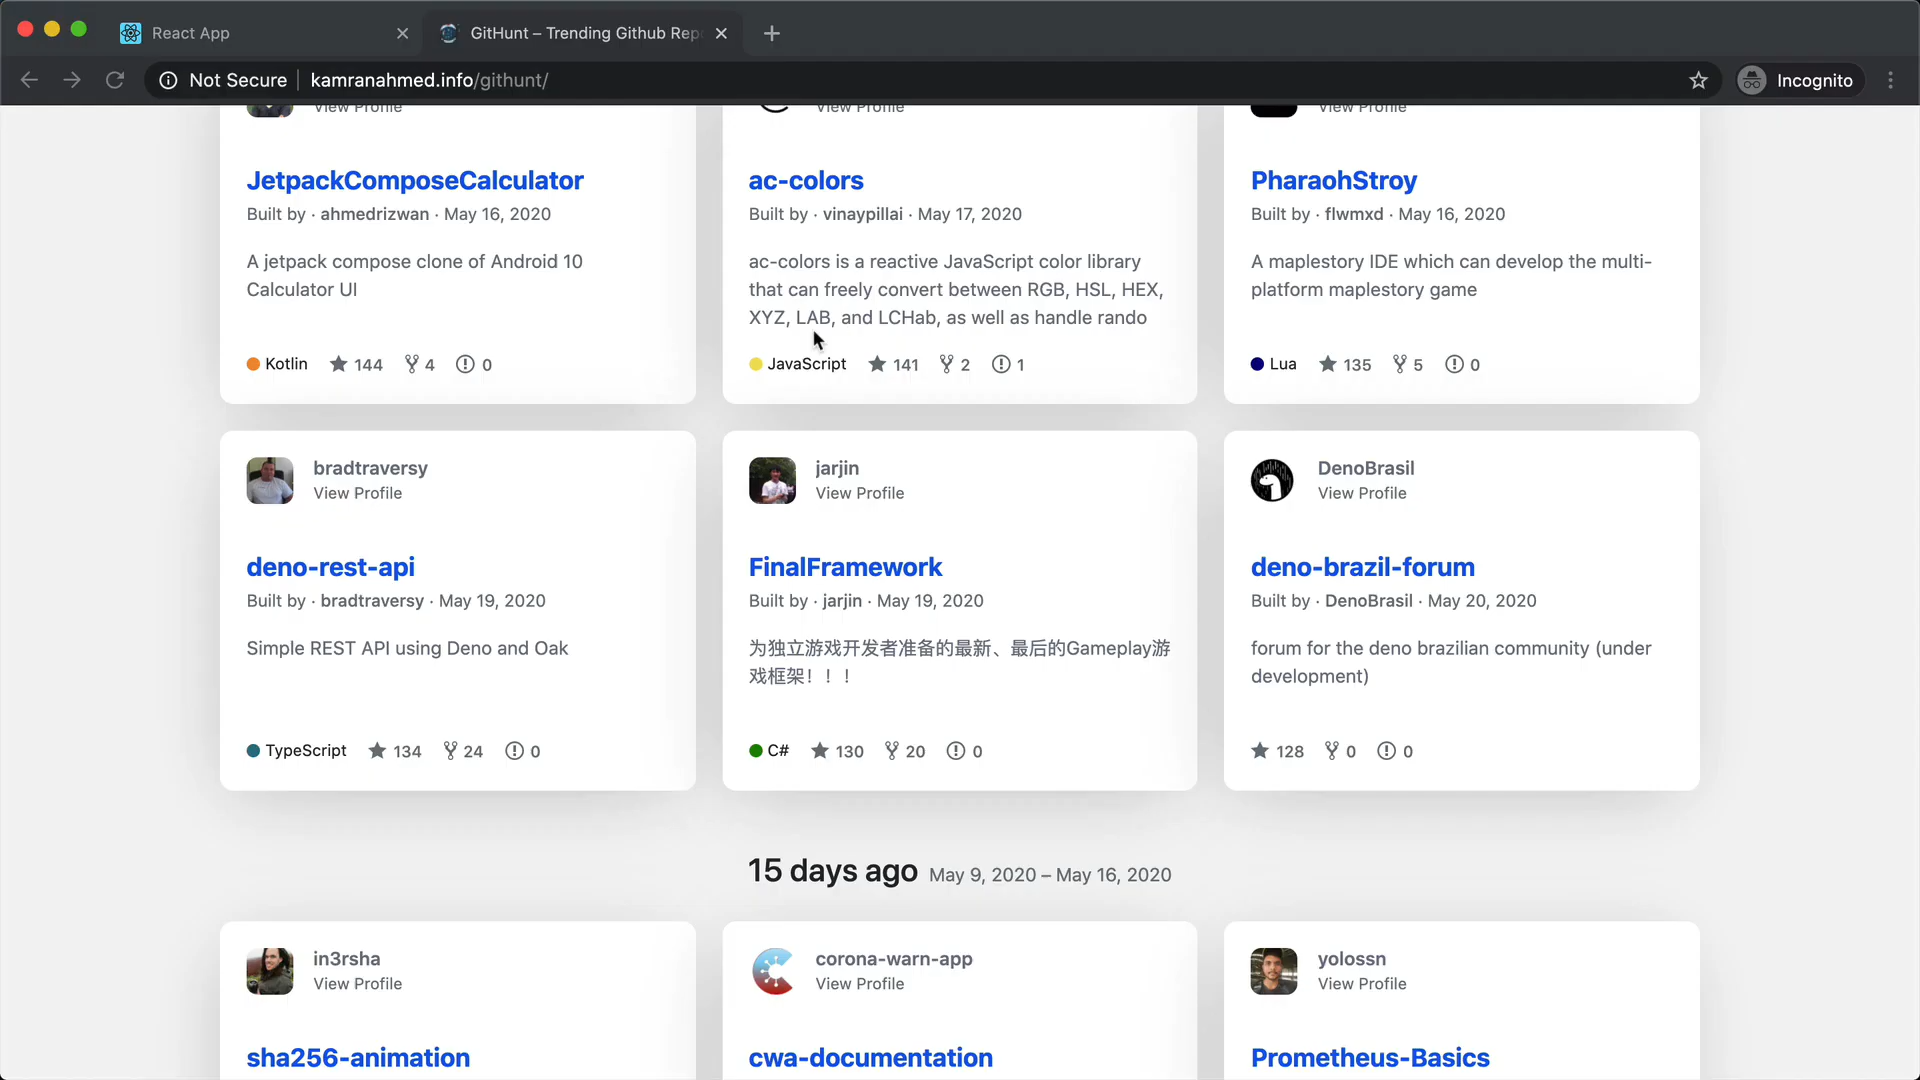 React App
GitHunt – Trending Github Rep
Not Secure
kamranahmed.info/githunt/
Incognito
View Profile
View Profile
View Profile
JetpackComposeCalculator
Built by · ahmedrizwan · May 16, 2020
A jetpack compose clone of Android 10
Calculator UI
Kotlin 144 4 0
ac-colors
Built by · vinaypillai · May 17, 2020
ac-colors is a reactive JavaScript color library
that can freely convert between RGB, HSL, HEX,
XYZ, LAB, and LCHab, as well as handle rando
JavaScript 141 2 1
PharaohStroy
Built by · flwmxd · May 16, 2020
A maplestory IDE which can develop the multi-
platform maplestory game
Lua 135 5 0
bradtraversy
View Profile
deno-rest-api
Built by · bradtraversy · May 19, 2020
Simple REST API using Deno and Oak
TypeScript 134 24 0
jarjin
View Profile
FinalFramework
Built by · jarjin · May 19, 2020
为独立游戏开发者准备的最新、最后的Gameplay游
戏框架！！！
C# 130 20 0
DenoBrasil
View Profile
deno-brazil-forum
Built by · DenoBrasil · May 20, 2020
forum for the deno brazilian community (under
development)
128 0 0
15 days ago May 9, 2020 – May 16, 2020
in3rsha
View Profile
sha256-animation
corona-warn-app
View Profile
cwa-documentation
yolossn
View Profile
Prometheus-Basics